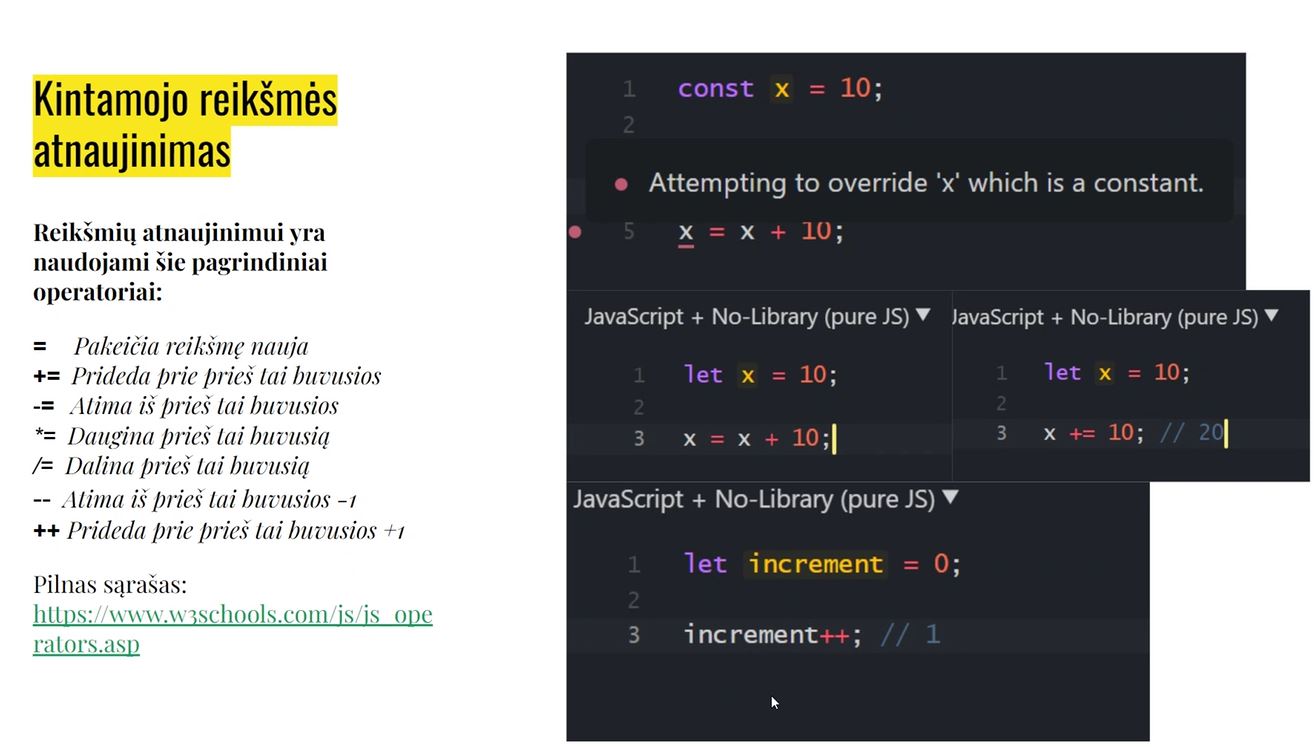 Kintamojo reikšmės
atnaujinimas
Reikšmių atnaujinimui yra
naudojami šie pagrindiniai
operatoriai:
= Pakeičia reikšmę nauja
+= Prideda prie prieš tai buvusios
-= Atima iš prieš tai buvusios
*= Daugina prieš tai buvusią
/= Dalina prieš tai buvusią
-- Atima iš prieš tai buvusios -1
++ Prideda prie prieš tai buvusios +1
Pilnas sąrašas:
https://www.w3schools.com/js/js_ope
rators.asp
1 const x = 10;
2
Attempting to override 'x' which is a constant.
5 x = x + 10;
JavaScript + No-Library (pure JS) ▼
1 let x = 10;
2
3 x = x + 10;
JavaScript + No-Library (pure JS) ▼
1 let x = 10;
2
3 x += 10; // 20
JavaScript + No-Library (pure JS) ▼
1 let increment = 0;
2
3 increment++; // 1